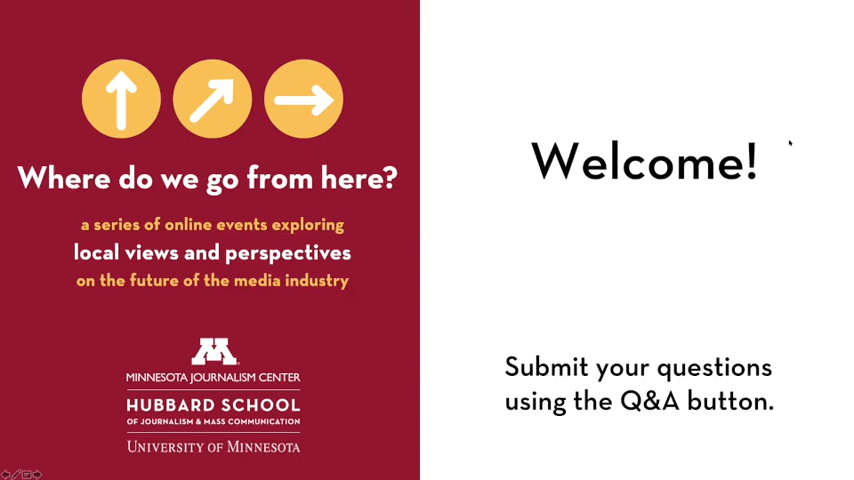 Where do we go from here?
a series of online events exploring
local views and perspectives
on the future of the media industry
M
MINNESOTA JOURNALISM CENTER
HUBBARD SCHOOL
OF JOURNALISM & MASS COMMUNICATION
UNIVERSITY OF MINNESOTA
Welcome!
Submit your questions
using the Q&A button.